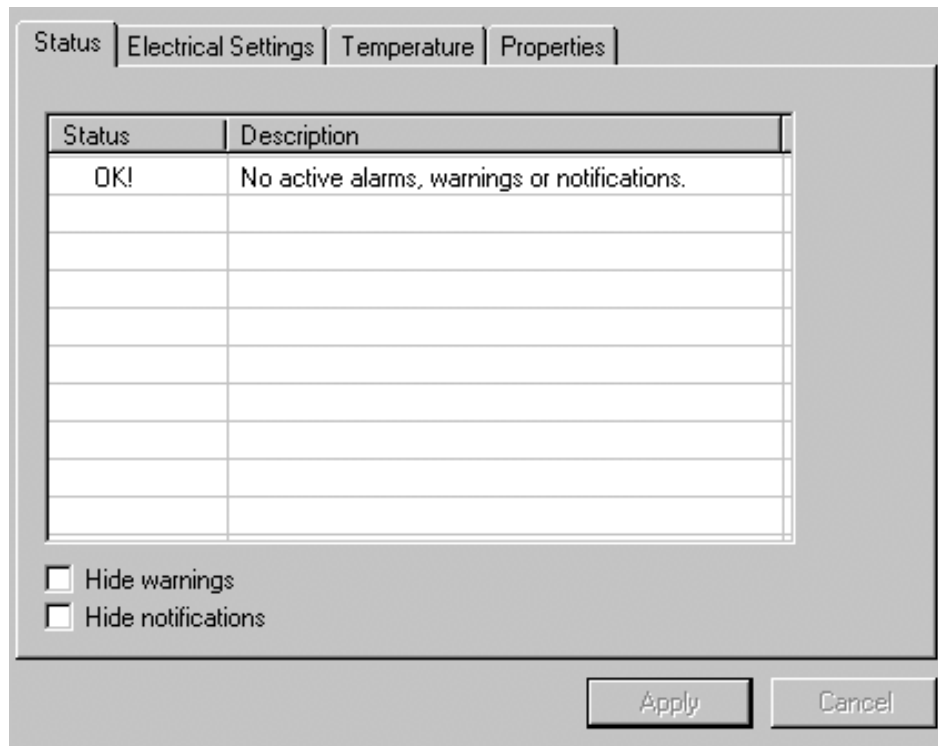 Status Electrical Settings Temperature Properties
Status Description
OK! No active alarms, warnings or notifications.
Hide warnings
Hide notifications
Apply Cancel